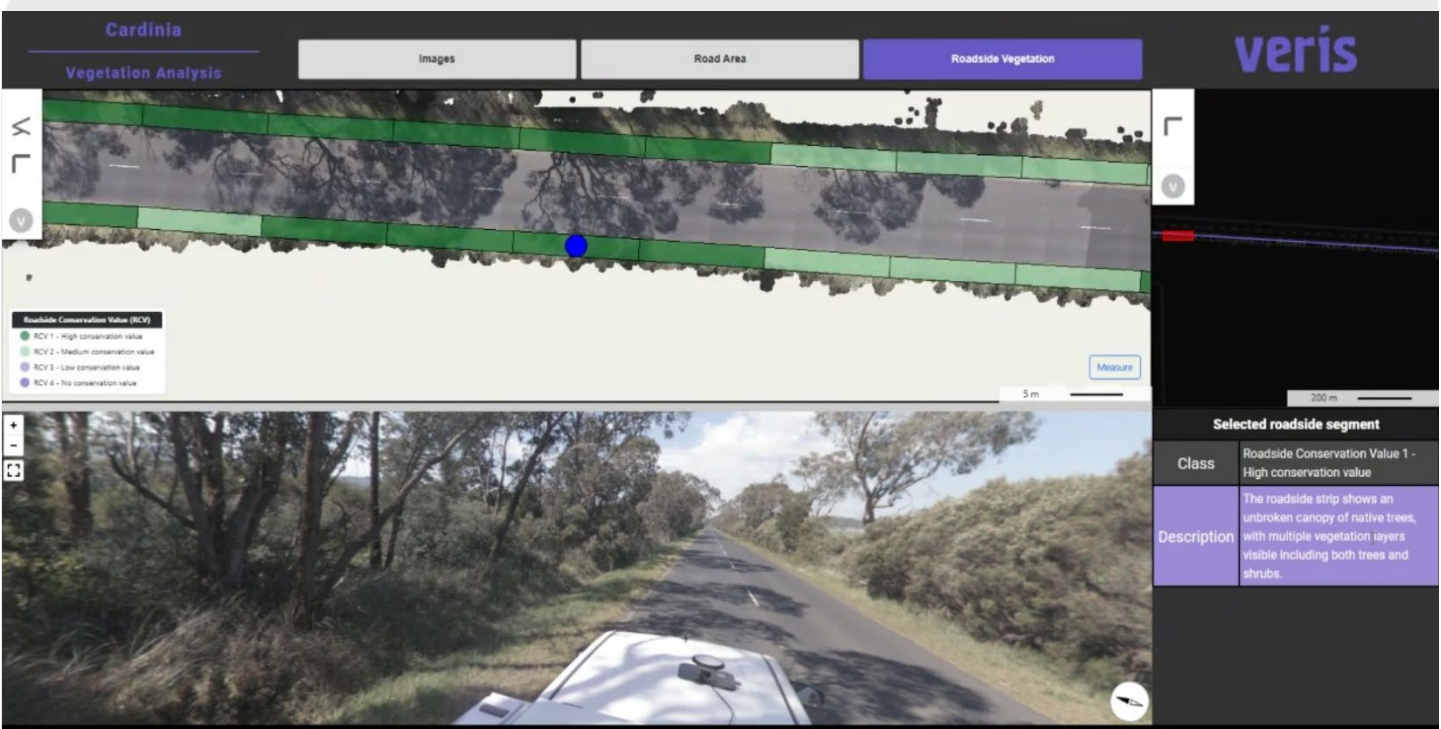 Cardinia
Vegetation Analysis
Images
Road Area
Roadside Vegetation
veris
V
V
Roadside Conservation Value (RCV)
RCV 1 - High conservation value
RCV 2 - Medium conservation value
RCV 3 - Low conservation value
RCV 4 - No conservation value
Measure
5 m
200 m
+
-
Selected roadside segment
Class
Roadside Conservation Value 1 -
High conservation value
Description
The roadside strip shows an
unbroken canopy of native trees,
with multiple vegetation layers
visible including both trees and
shrubs.